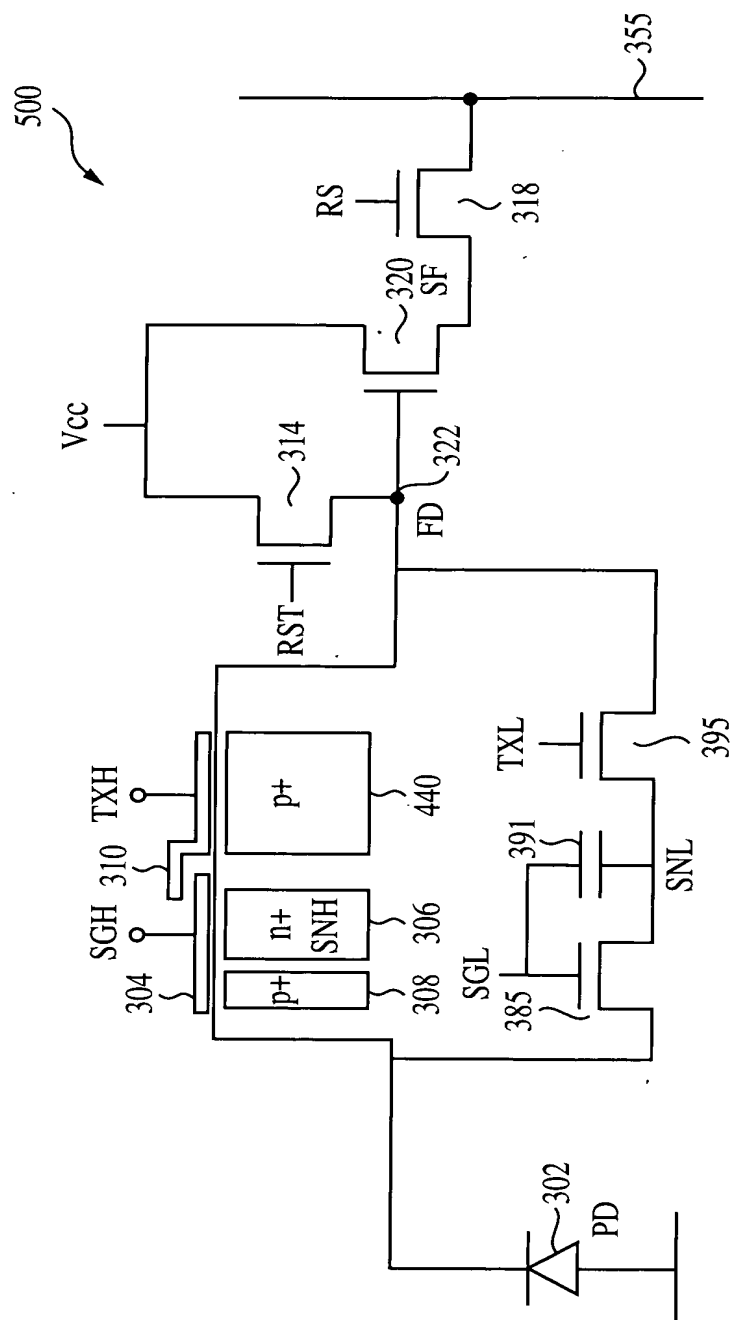 500
355
RS
318
320
SF
Vcc
314
322
FD
RST
TXH
310
p+
440
SGH
304
n+
SNH
306
p+
308
TXL
395
391
SNL
SGL
385
302
PD